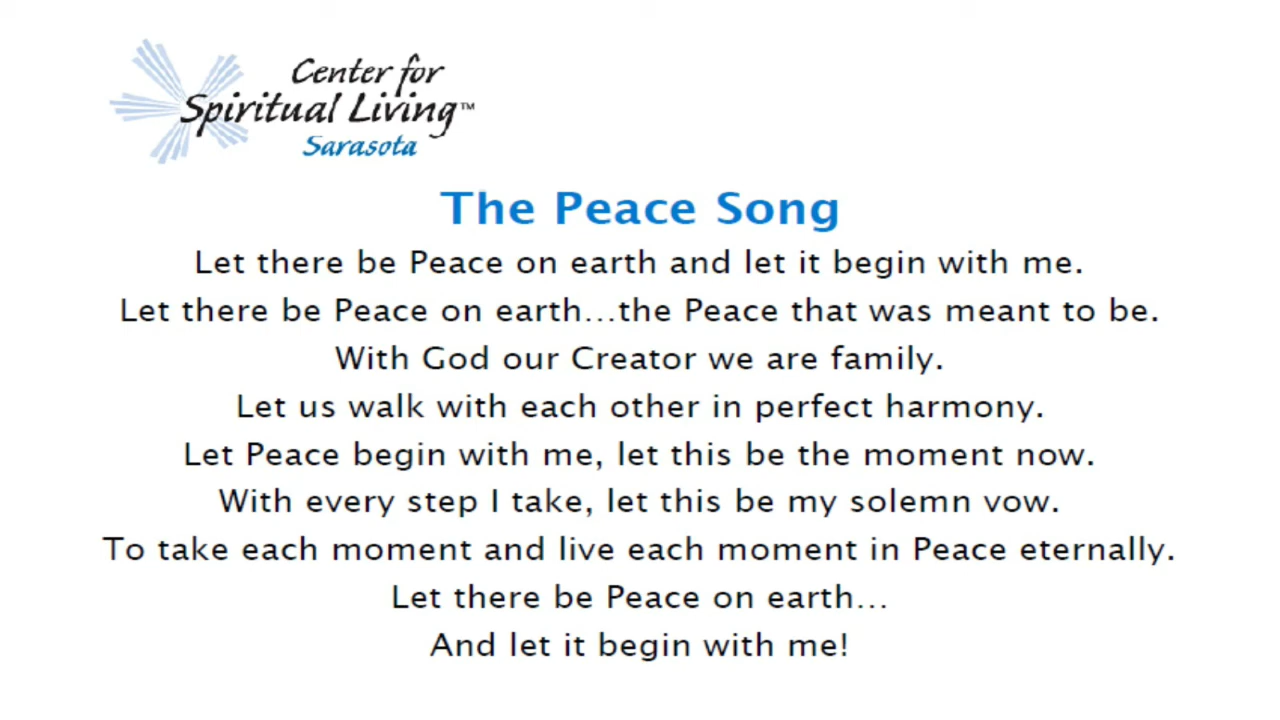 Center for
Spiritual Living™
Sarasota
The Peace Song
Let there be Peace on earth and let it begin with me.
Let there be Peace on earth...the Peace that was meant to be.
With God our Creator we are family.
Let us walk with each other in perfect harmony.
Let Peace begin with me, let this be the moment now.
With every step I take, let this be my solemn vow.
To take each moment and live each moment in Peace eternally.
Let there be Peace on earth...
And let it begin with me!